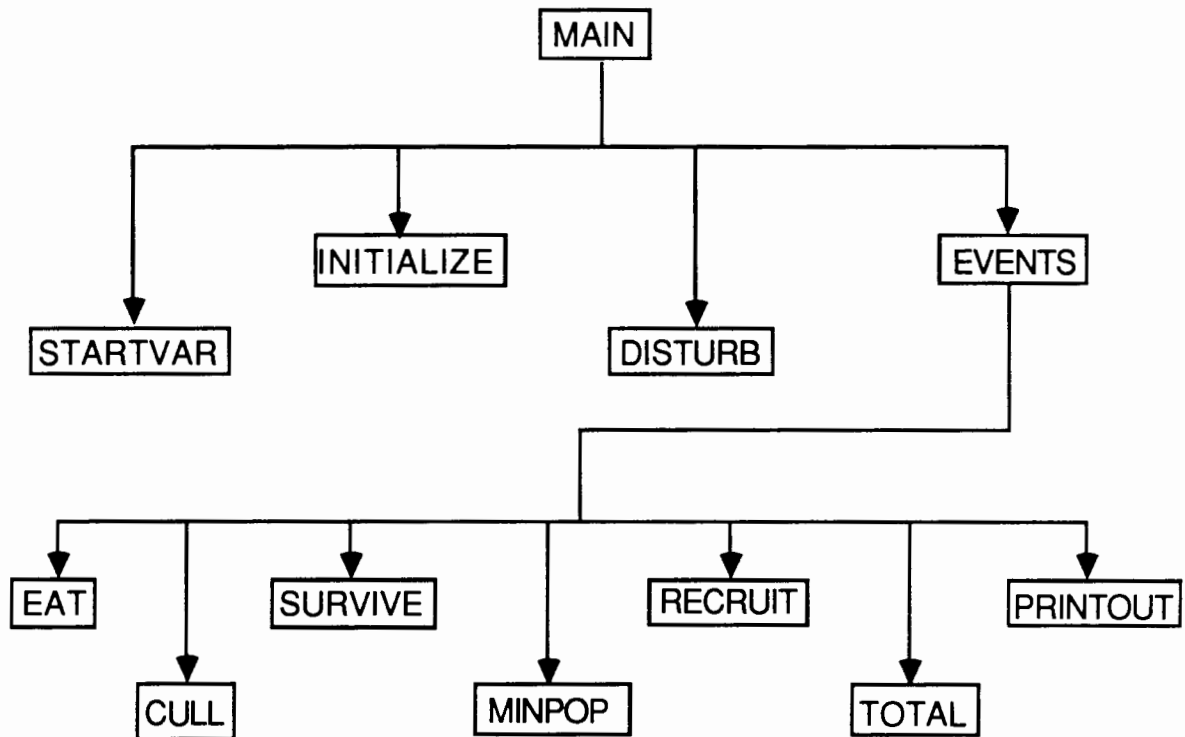 MAIN
INITIALIZE
EVENTS
STARTVAR
DISTURB
EAT
SURVIVE
RECRUIT
PRINTOUT
CULL
MINPOP
TOTAL